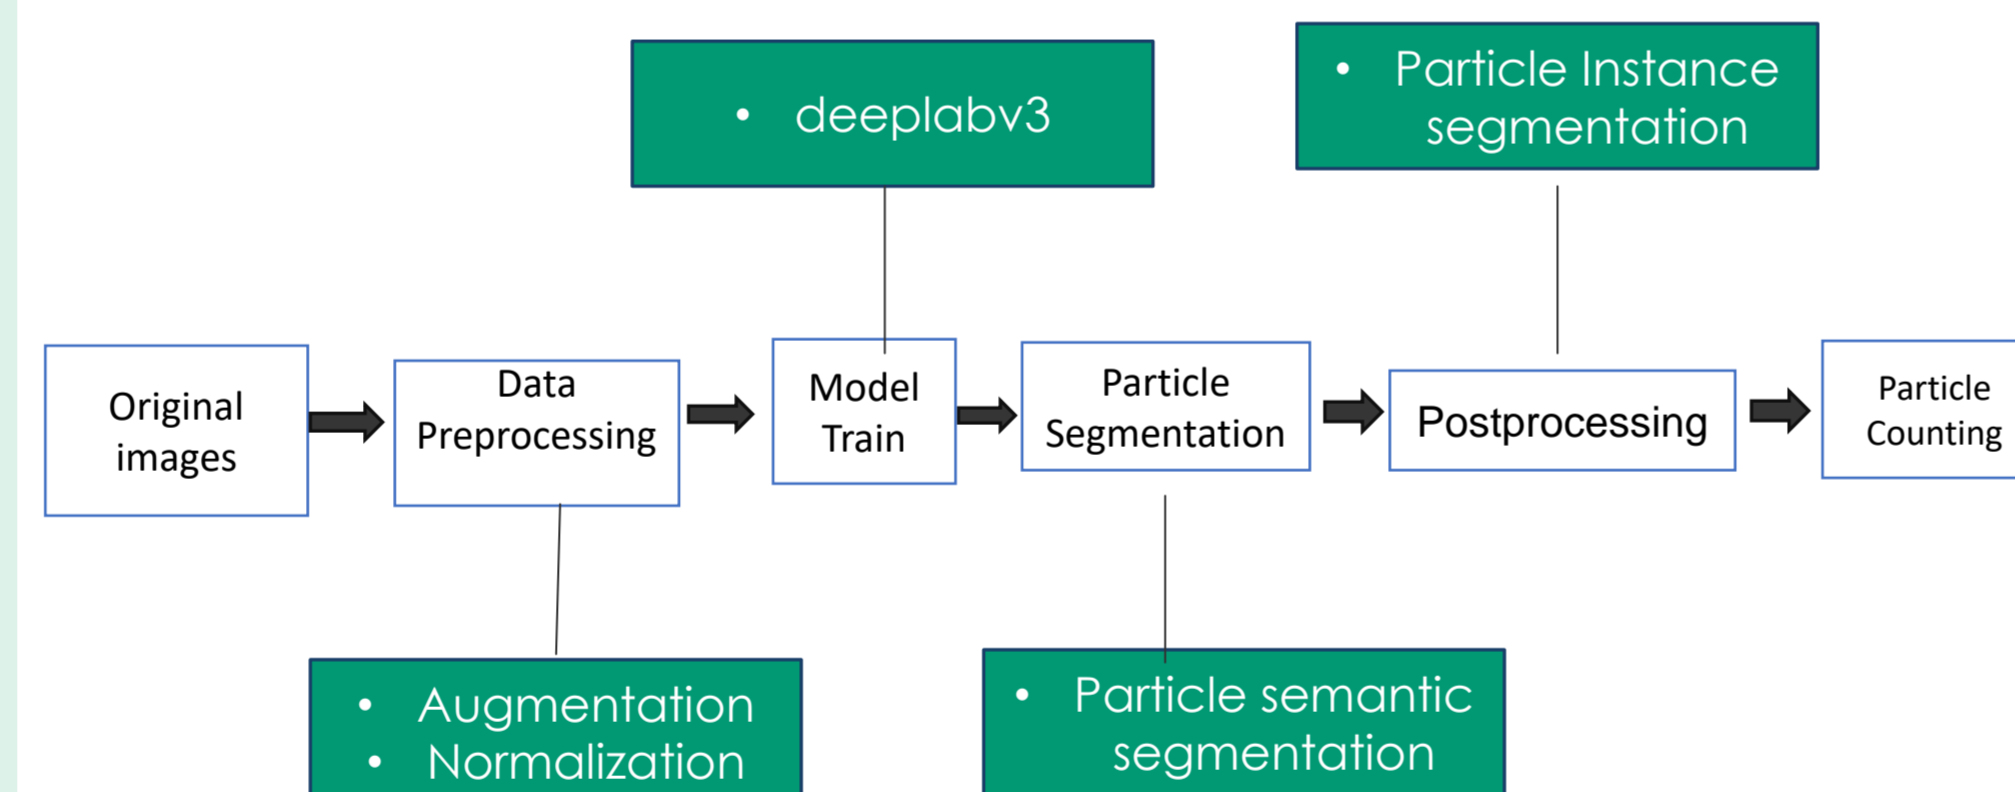 • deeplabv3
• Particle Instance
segmentation
Original
images
Data
Preprocessing
Model
Train
Particle
Segmentation
Postprocessing
Particle
Counting
• Augmentation
• Normalization
• Particle semantic
segmentation